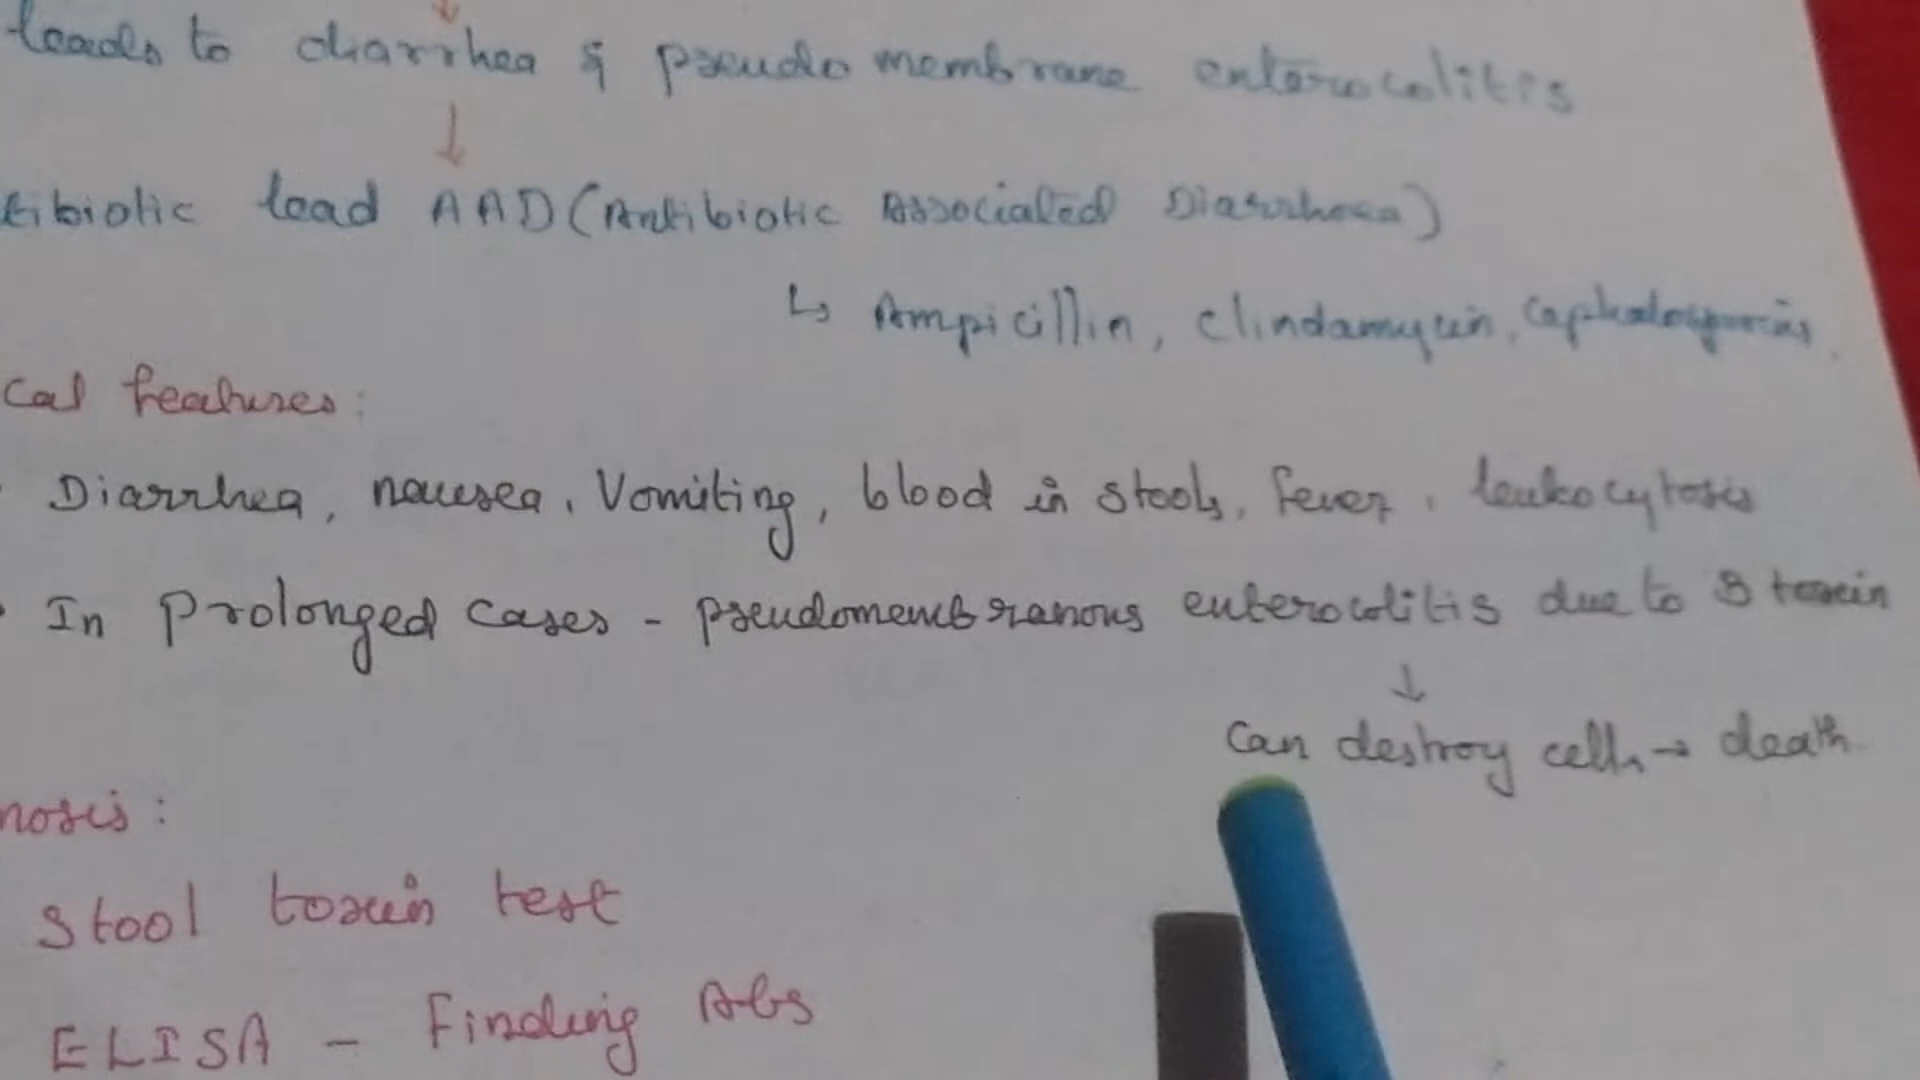 leads to diarrhea & pseudo membrane enterocolitis
↓
tibiotic lead AAD (Antibiotic Associated Diarrhoea)
↳ Ampicillin, clindamycin, Cephalosporins
cal features:
Diarrhea, nausea, Vomiting, blood in stools, fever, leukocytosis
In Prolonged Cases - pseudomembranous enterocolitis due to B toxin
↓
Can destroy cells → death
nosis:
Stool toxin test
ELISA - Finding Abs